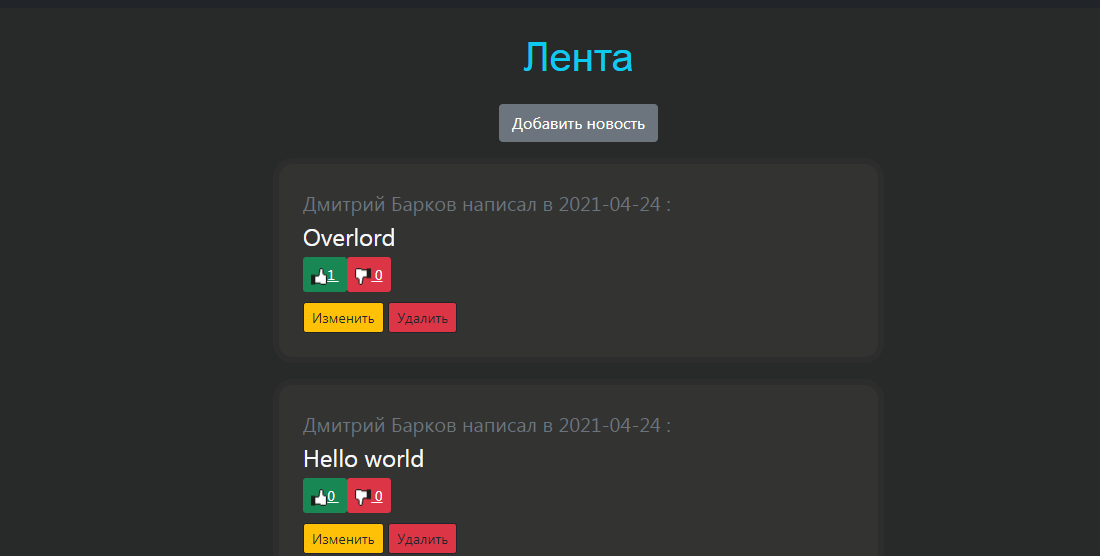 Лента
Добавить новость
Дмитрий Барков написал в 2021-04-24 :
Overlord
1 0
Изменить Удалить
Дмитрий Барков написал в 2021-04-24 :
Hello world
0 0
Изменить Удалить